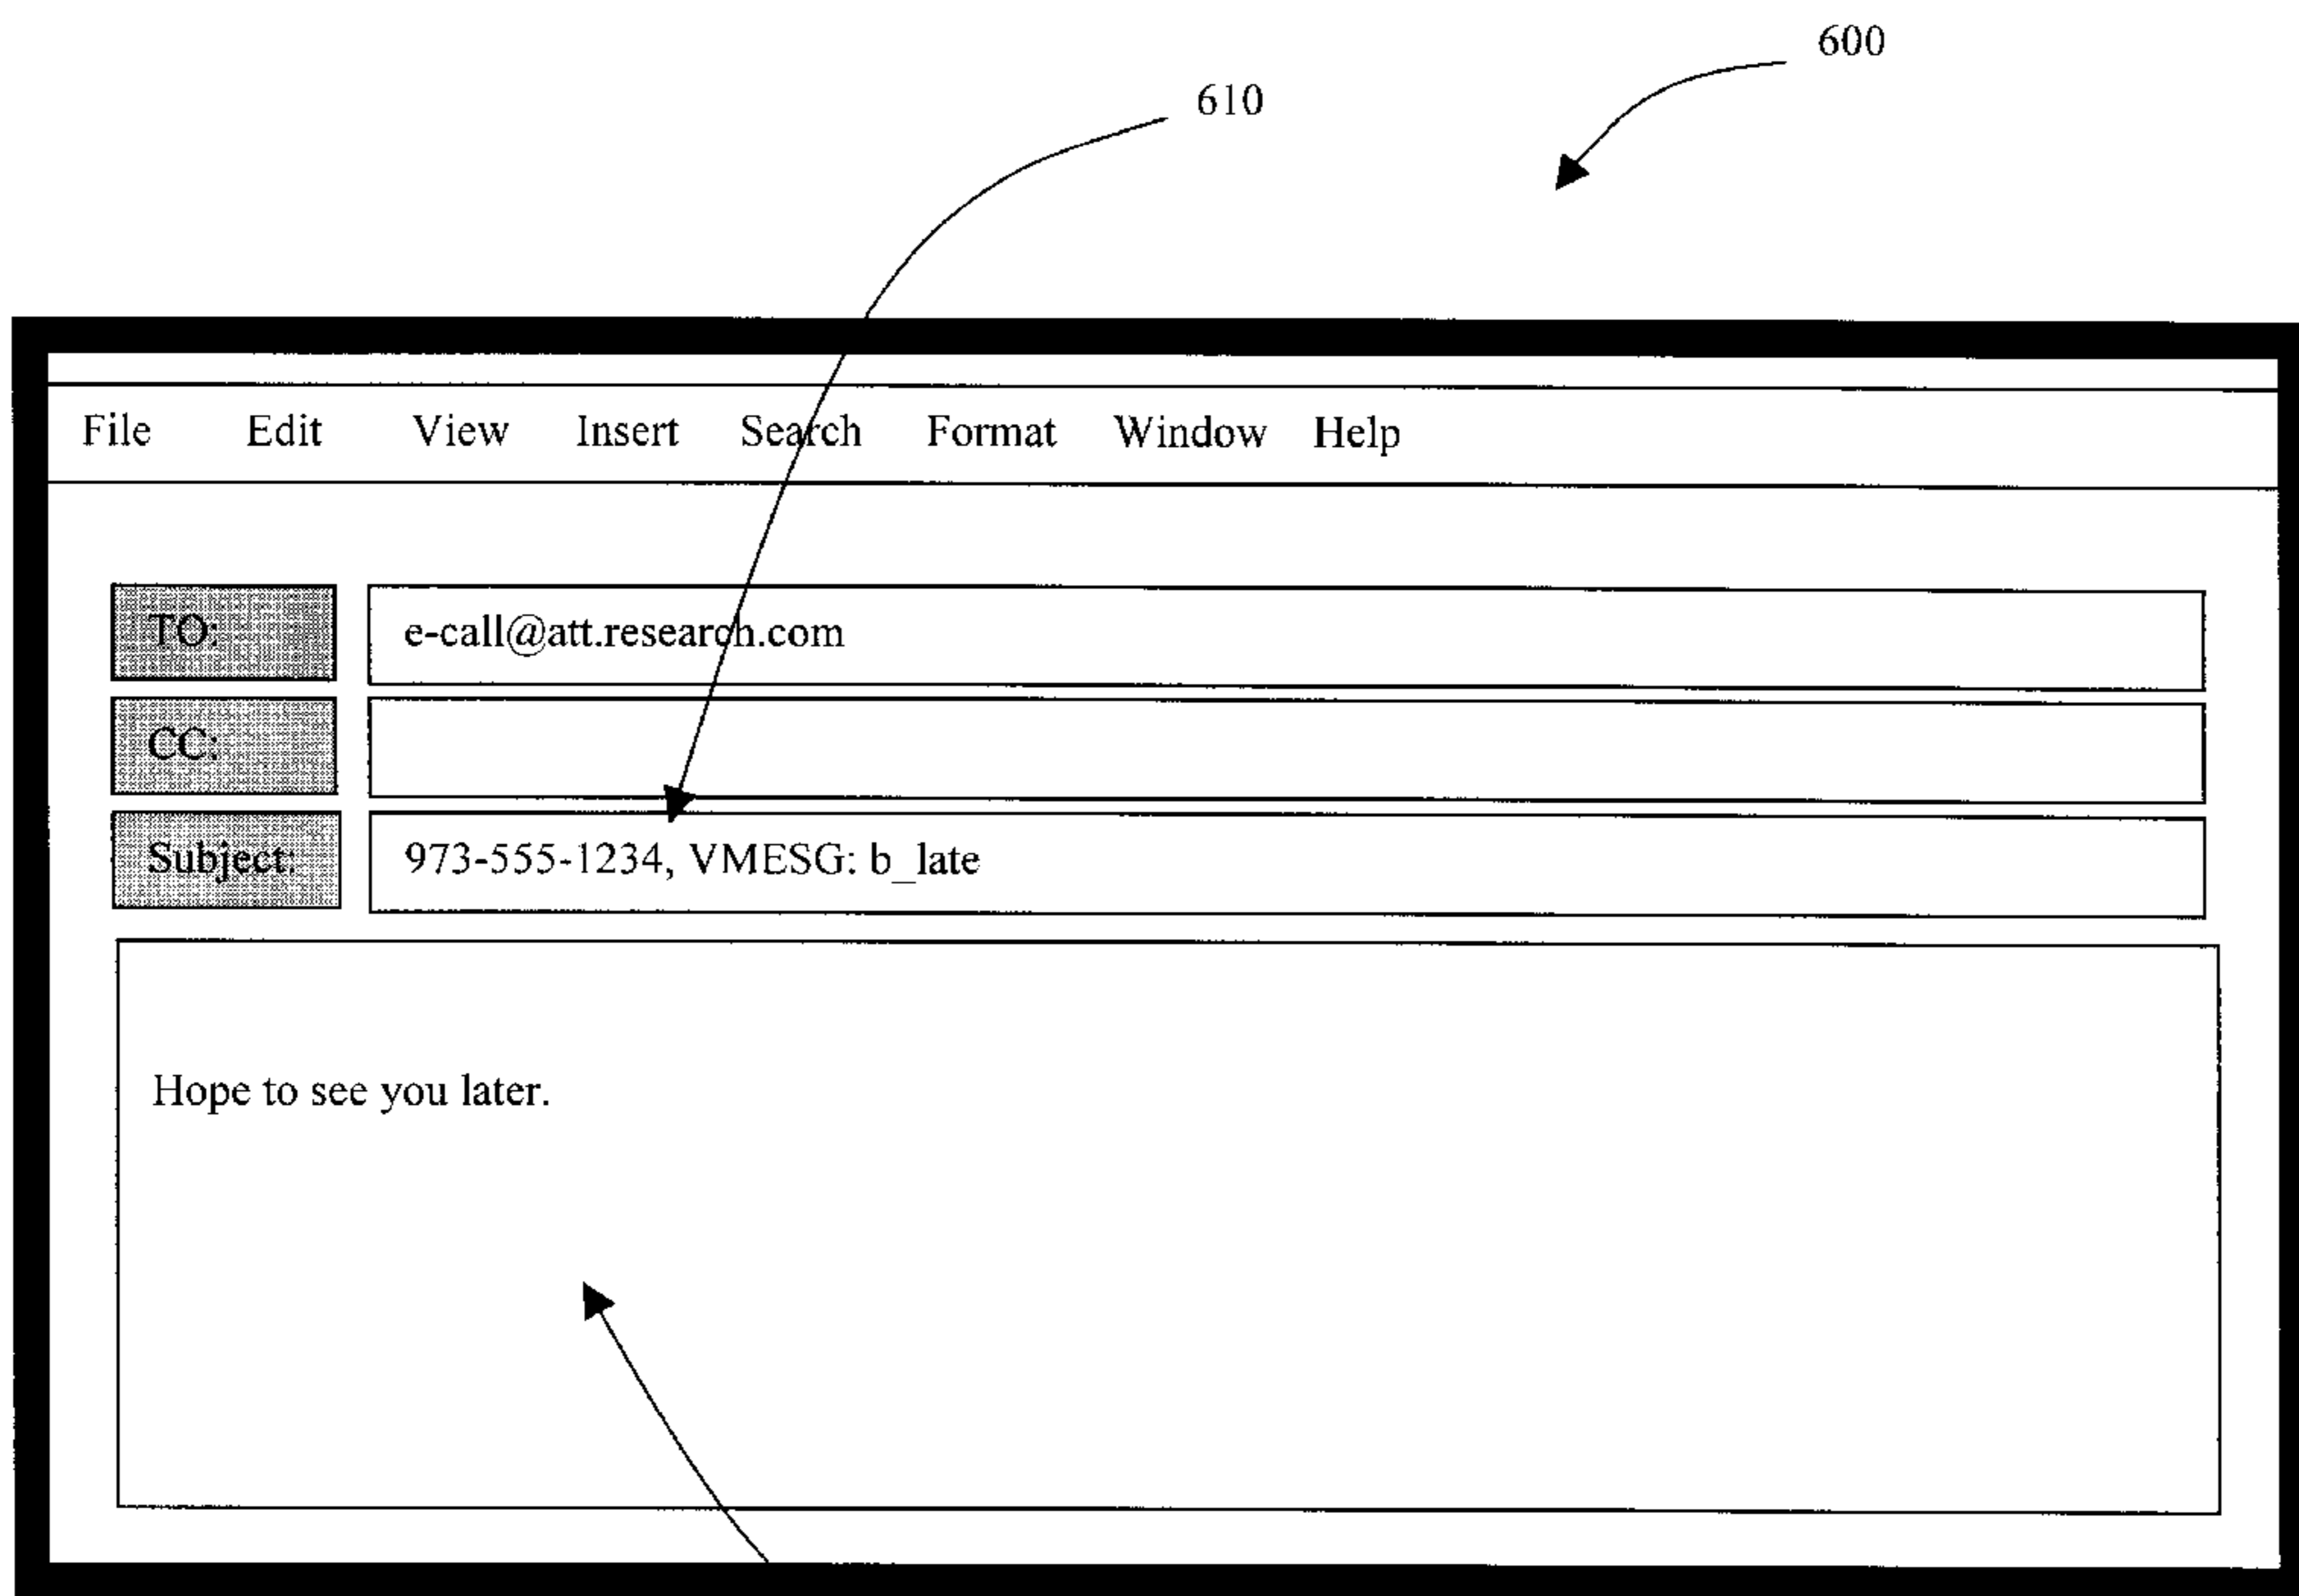 600
610
File Edit View Insert Search Format Window Help
TO: e-call@att.research.com
CC:
Subject: 973-555-1234, VMESG: b_late
Hope to see you later.